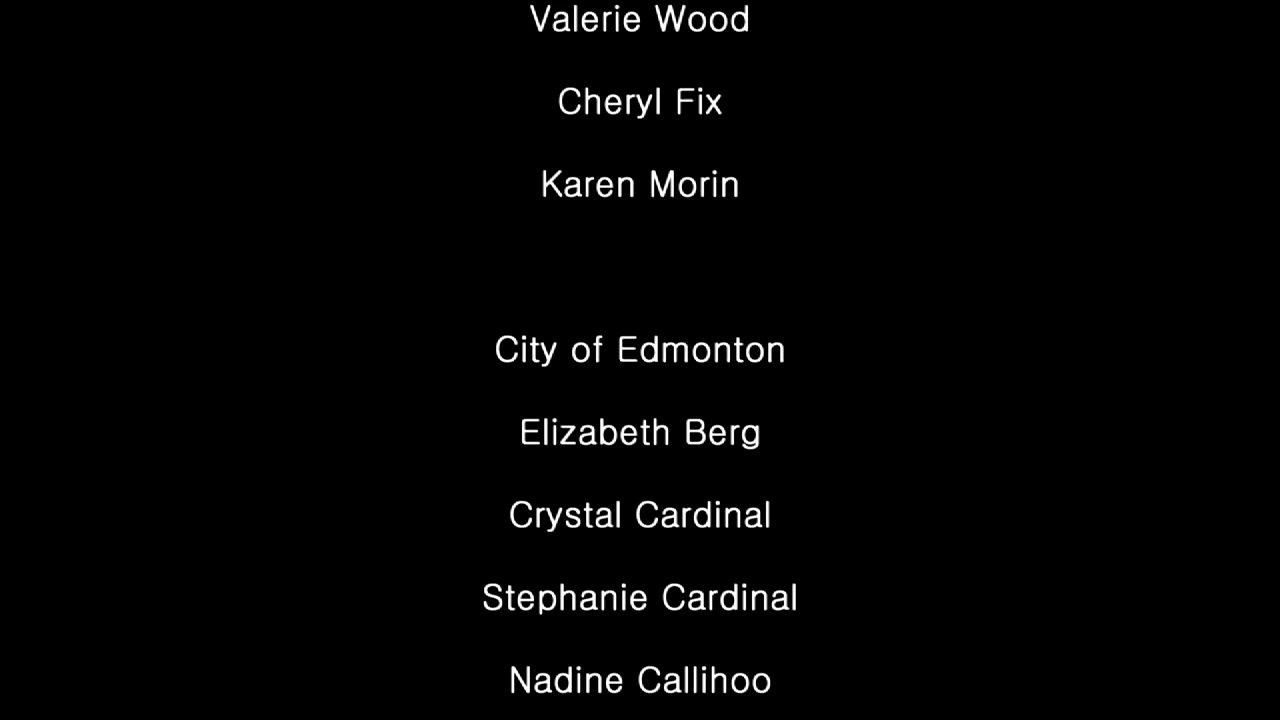 Valerie Wood
Cheryl Fix
Karen Morin
City of Edmonton
Elizabeth Berg
Crystal Cardinal
Stephanie Cardinal
Nadine Callihoo